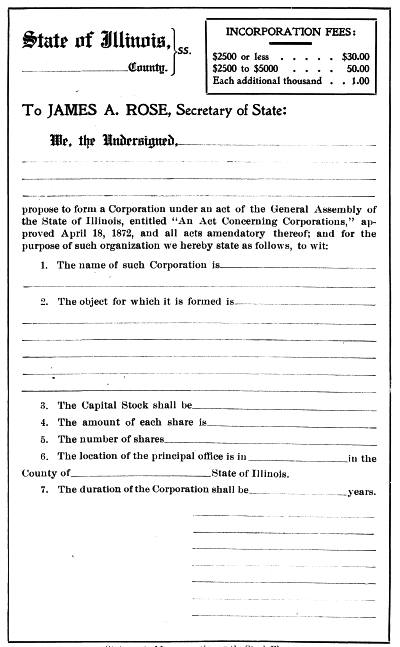 State of Illinois,
County. } ss.
INCORPORATION FEES:
$2500 or less . . . . . $30.00
$2500 to $5000 . . . . 50.00
Each additional thousand . . 1.00
To JAMES A. ROSE, Secretary of State:
We, the Undersigned,
propose to form a Corporation under an act of the General Assembly of
the State of Illinois, entitled "An Act Concerning Corporations," ap-
proved April 18, 1872, and all acts amendatory thereof; and for the
purpose of such organization we hereby state as follows, to wit:
1. The name of such Corporation is
2. The object for which it is formed is
3. The Capital Stock shall be
4. The amount of each share is
5. The number of shares
6. The location of the principal office is in in the
County of State of Illinois.
7. The duration of the Corporation shall be years.